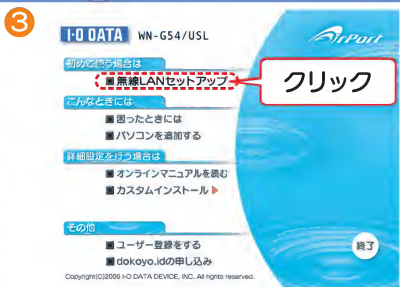 3
I-O DATA WN-G54/USL
AirPort
初めて使う場合は
■無線LANセットアップ
クリック
こんなときには
■困ったときには
■パソコンを追加する
詳細設定を行う場合は
■オンラインマニュアルを読む
■カスタムインストール▶
その他
■ユーザー登録をする
■dokoyo.idの申し込み
終了
Copyright(C)2006 I-O DATA DEVICE, INC. All rights reserved.